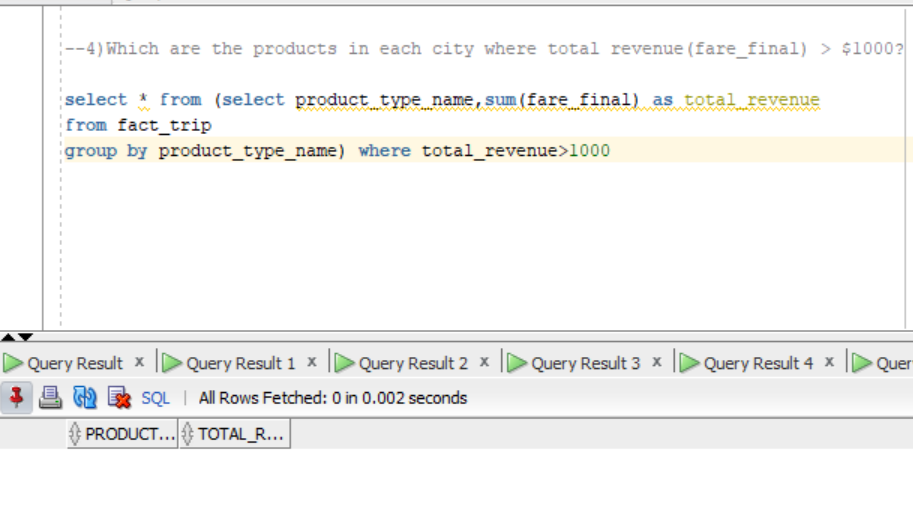 --4)Which are the products in each city where total revenue(fare_final) > $1000?
select * from (select product_type_name,sum(fare_final) as total_revenue
from fact_trip
group by product_type_name) where total_revenue>1000
Query Result x Query Result 1 x Query Result 2 x Query Result 3 x Query Result 4 x Quer
SQL | All Rows Fetched: 0 in 0.002 seconds
PRODUCT... TOTAL_R...